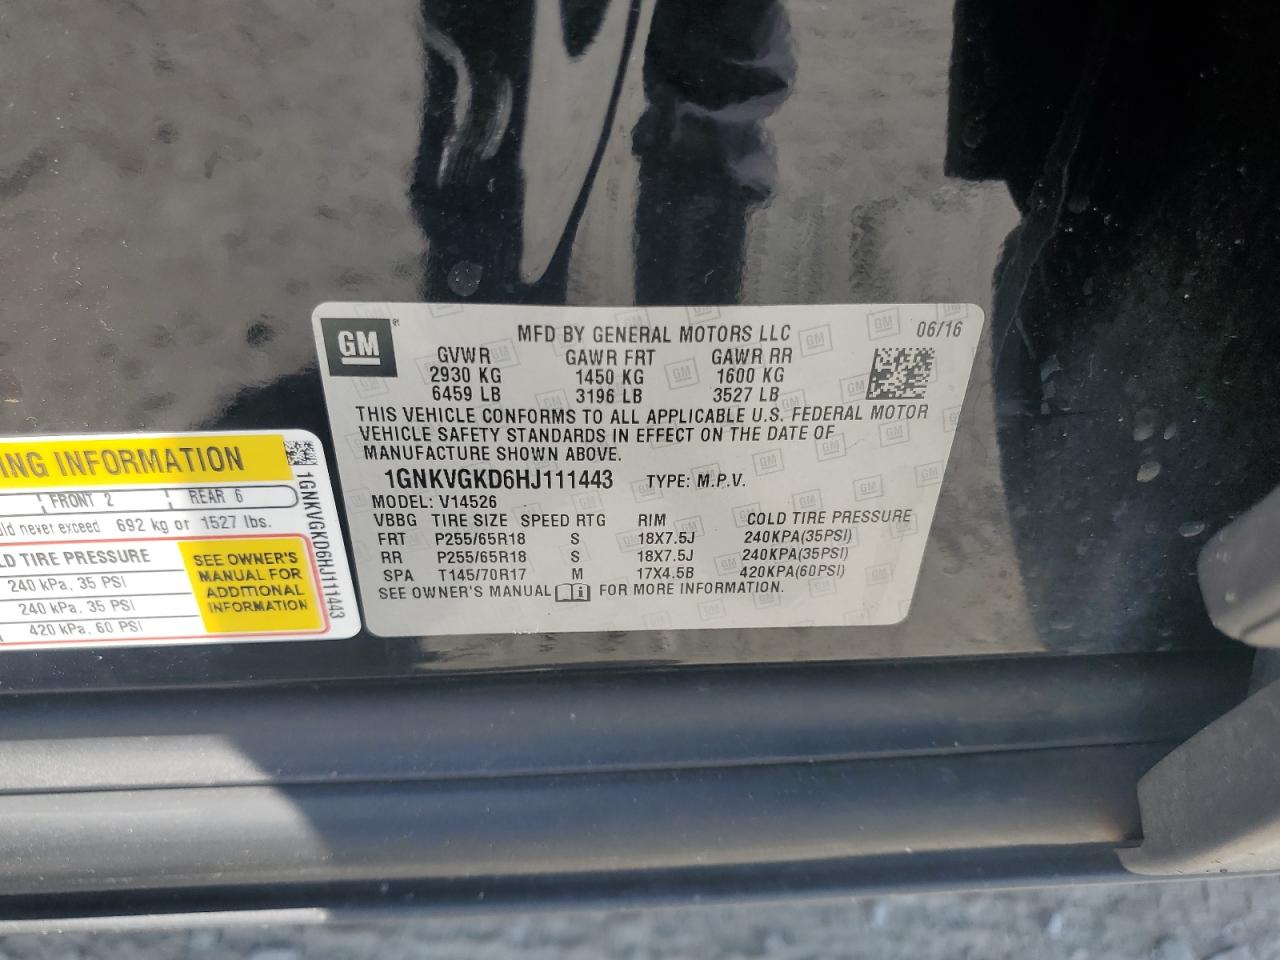 GM
MFD BY GENERAL MOTORS LLC
06/16
GVWR GAWR FRT GAWR RR
2930 KG 1450 KG 1600 KG
6459 LB 3196 LB 3527 LB
THIS VEHICLE CONFORMS TO ALL APPLICABLE U.S. FEDERAL MOTOR
VEHICLE SAFETY STANDARDS IN EFFECT ON THE DATE OF
MANUFACTURE SHOWN ABOVE.
1GNKVGKD6HJ111443 TYPE: M.P.V.
MODEL: V14526
VBBG TIRE SIZE SPEED RTG RIM COLD TIRE PRESSURE
FRT P255/65R18 S 18X7.5J 240KPA(35PSI)
RR P255/65R18 S 18X7.5J 240KPA(35PSI)
SPA T145/70R17 M 17X4.5B 420KPA(60PSI)
SEE OWNER'S MANUAL FOR MORE INFORMATION.
ING INFORMATION
FRONT 2 REAR 6
never exceed 692 kg or 1527 lbs.
LD TIRE PRESSURE
240 kPa, 35 PSI
240 kPa, 35 PSI
420 kPa, 60 PSI
SEE OWNER'S
MANUAL FOR
ADDITIONAL
INFORMATION
1GNKVGKD6HJ111443